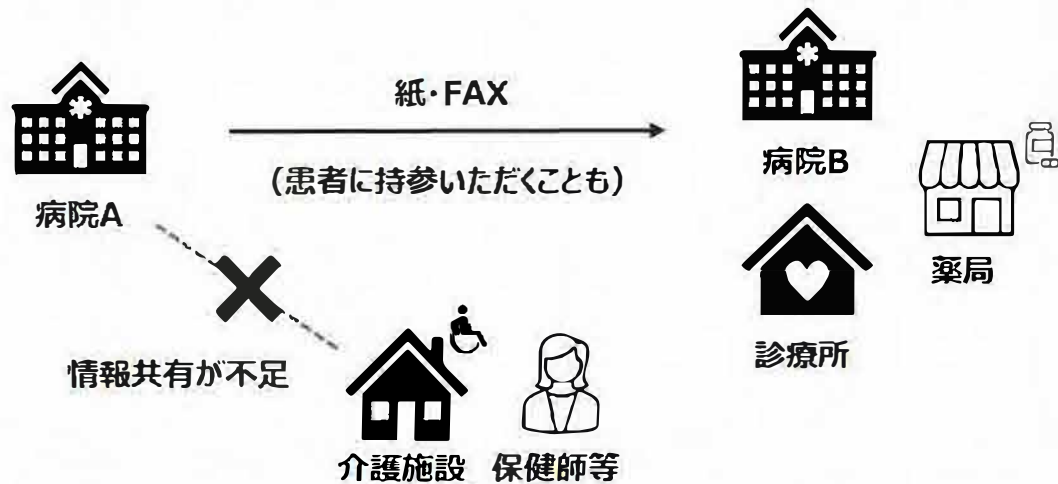 紙・FAX
(患者に持参いただくことも)
病院A
病院B
薬局
診療所
情報共有が不足
介護施設
保健師等